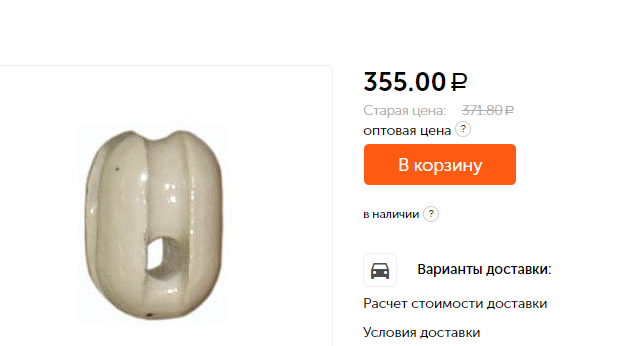 355.00 ₽
Старая цена: 371.80 ₽
оптовая цена ?
В корзину
в наличии ?
Варианты доставки:
Расчет стоимости доставки
Условия доставки